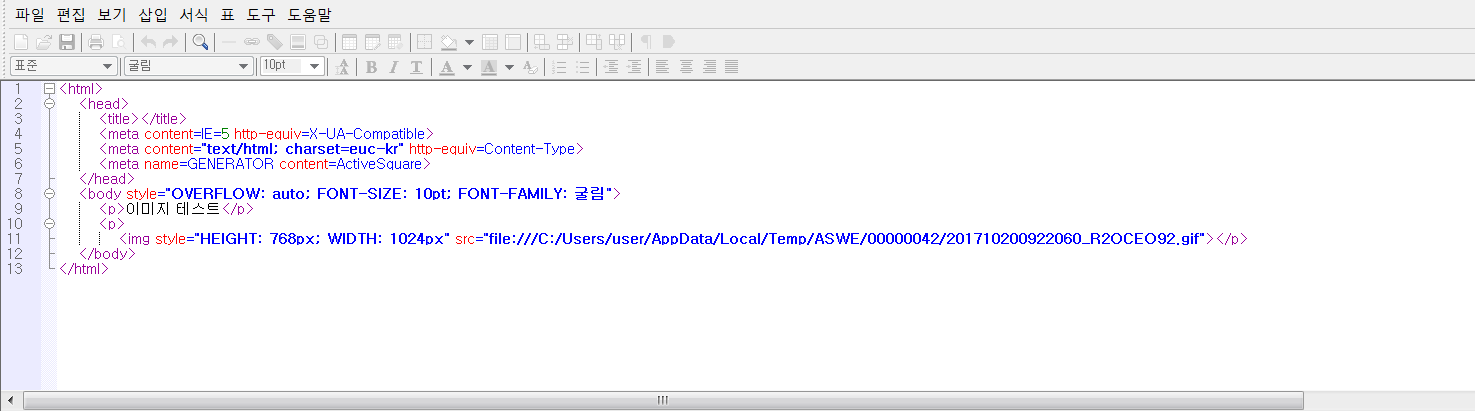 파일 편집 보기 삽입 서식 표 도구 도움말
표준 굴림 10pt
1 <html>
2 <head>
3 <title></title>
4 <meta content=IE=5 http-equiv=X-UA-Compatible>
5 <meta content="text/html; charset=euc-kr" http-equiv=Content-Type>
6 <meta name=GENERATOR content=ActiveSquare>
7 </head>
8 <body style="OVERFLOW: auto; FONT-SIZE: 10pt; FONT-FAMILY: 굴림">
9 <p>이미지 테스트</p>
10 <p>
11 <img style="HEIGHT: 768px; WIDTH: 1024px" src="file:///C:/Users/user/AppData/Local/Temp/ASWE/00000042/201710200922060_R2OCEO92.gif"></p>
12 </body>
13 </html>